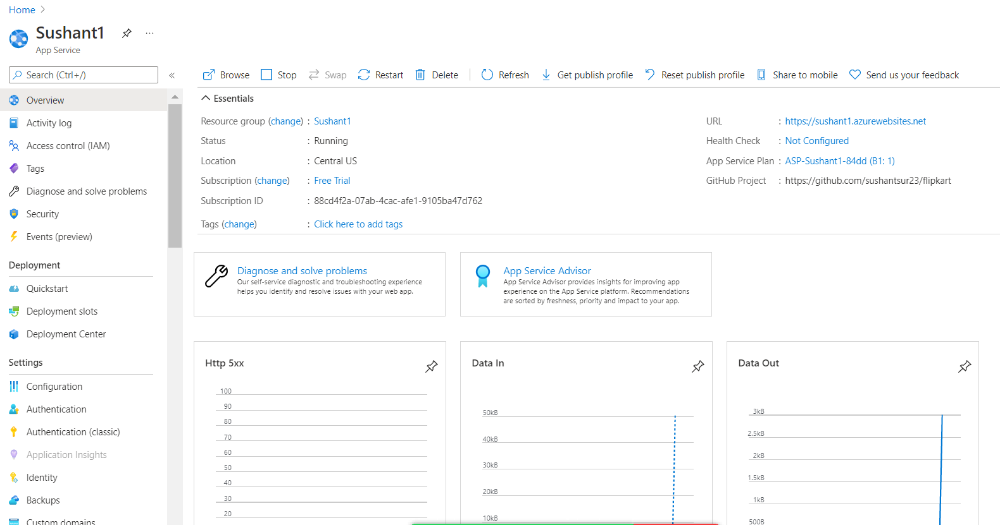 Home
Sushant1
App Service
Search (Ctrl+/)
Overview
Activity log
Access control (IAM)
Tags
Diagnose and solve problems
Security
Events (preview)
Deployment
Quickstart
Deployment slots
Deployment Center
Settings
Configuration
Authentication
Authentication (classic)
Application Insights
Identity
Backups
Custom domains
Browse Stop Swap Restart Delete Refresh Get publish profile Reset publish profile Share to mobile Send us your feedback
Essentials
Resource group (change) : Sushant1
Status : Running
Location : Central US
Subscription (change) : Free Trial
Subscription ID : 88cd4f2a-07ab-4cac-afe1-9105ba47d762
Tags (change) : Click here to add tags
URL : https://sushant1.azurewebsites.net
Health Check : Not Configured
App Service Plan : ASP-Sushant1-84dd (B1: 1)
GitHub Project : https://github.com/sushantsur23/flipkart
Diagnose and solve problems
Our self-service diagnostic and troubleshooting experience
helps you identify and resolve issues with your web app.
App Service Advisor
App Service Advisor provides insights for improving app
experience on the App Service platform. Recommendations
are sorted by freshness, priority and impact to your app.
Http 5xx
100
90
80
70
60
50
40
30
20
Data In
50kB
40kB
30kB
20kB
10kB
Data Out
3kB
2.5kB
2kB
1.5kB
1kB
500B